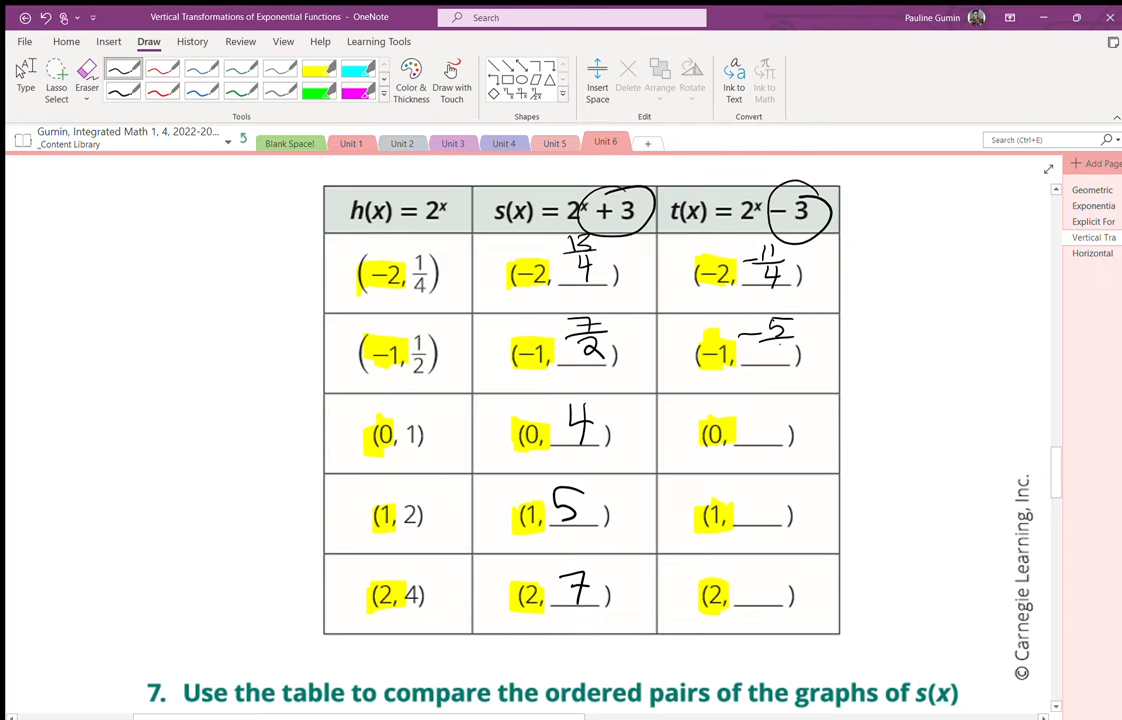 Vertical Transformations of Exponential Functions - OneNote
Search
Pauline Gumin
File Home Insert Draw History Review View Help Learning Tools
Type
Lasso Select
Eraser
Color & Thickness
Draw with Touch
Insert Space
Delete
Arrange
Rotate
Ink to Text
Ink to Math
Tools
Shapes
Edit
Convert
Gumin, Integrated Math 1, 4, 2022-20...
_Content Library
Blank Space! Unit 1 Unit 2 Unit 3 Unit 4 Unit 5 Unit 6 +
Search (Ctrl+E)
+ Add Page
Geometric
Exponentia
Explicit For
Vertical Tra
Horizontal
h(x) = 2ˣ s(x) = 2ˣ + 3 t(x) = 2ˣ − 3
(−2, 1/4) (−2, 13/4) (−2, −11/4)
(−1, 1/2) (−1, 7/2) (−1, −5/ )
(0, 1) (0, 4) (0, ____ )
(1, 2) (1, 5) (1, ____ )
(2, 4) (2, 7) (2, ____ )
© Carnegie Learning, Inc.
7. Use the table to compare the ordered pairs of the graphs of s(x)